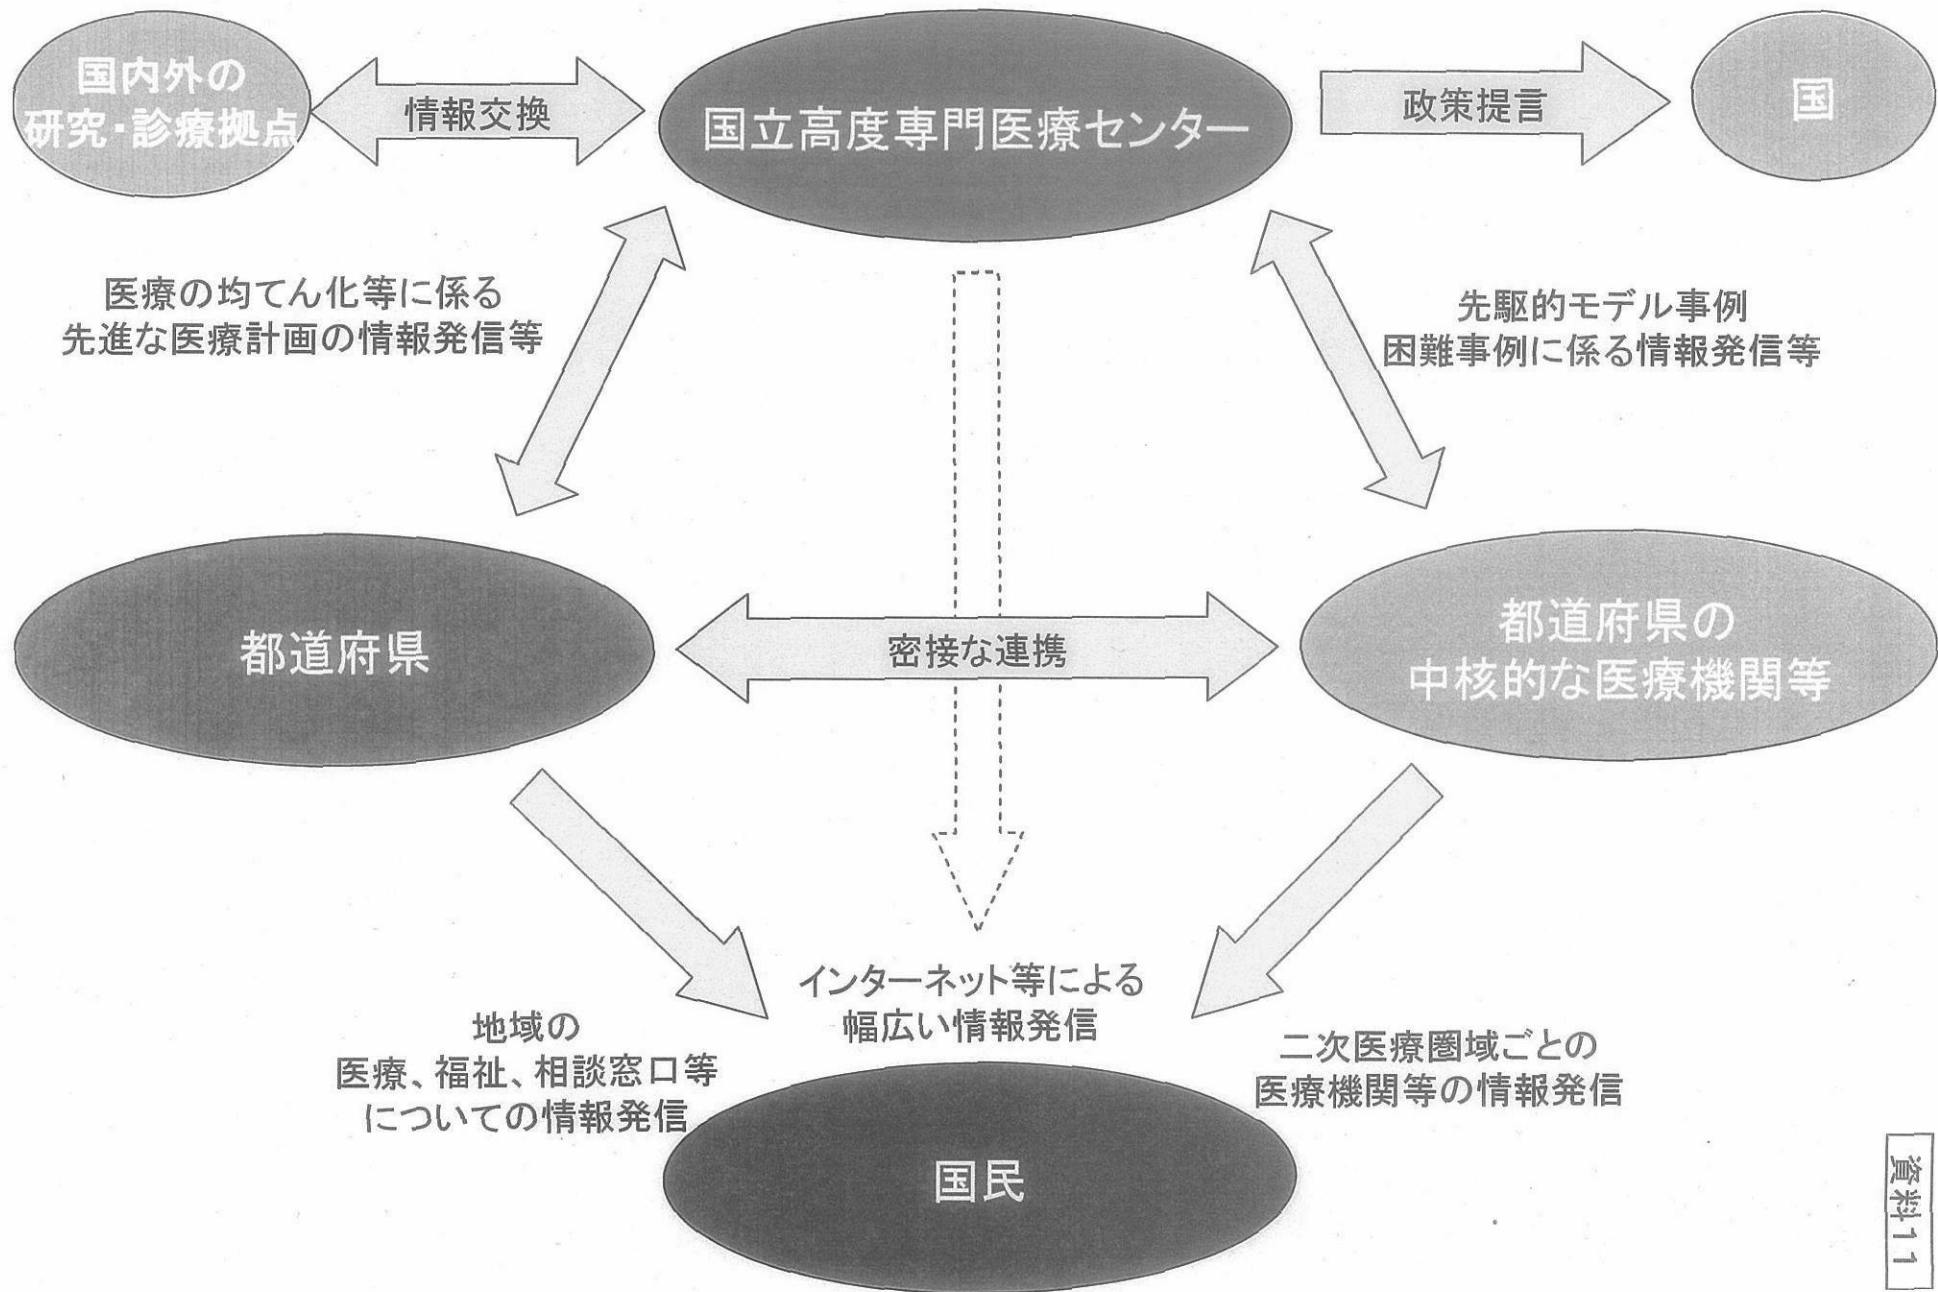 国内外の
研究・診療拠点
情報交換
国立高度専門医療センター
政策提言
国
医療の均てん化等に係る
先進な医療計画の情報発信等
先駆的モデル事例
困難事例に係る情報発信等
都道府県
密接な連携
都道府県の
中核的な医療機関等
インターネット等による
幅広い情報発信
地域の
医療、福祉、相談窓口等
についての情報発信
二次医療圏域ごとの
医療機関等の情報発信
国民
資料11